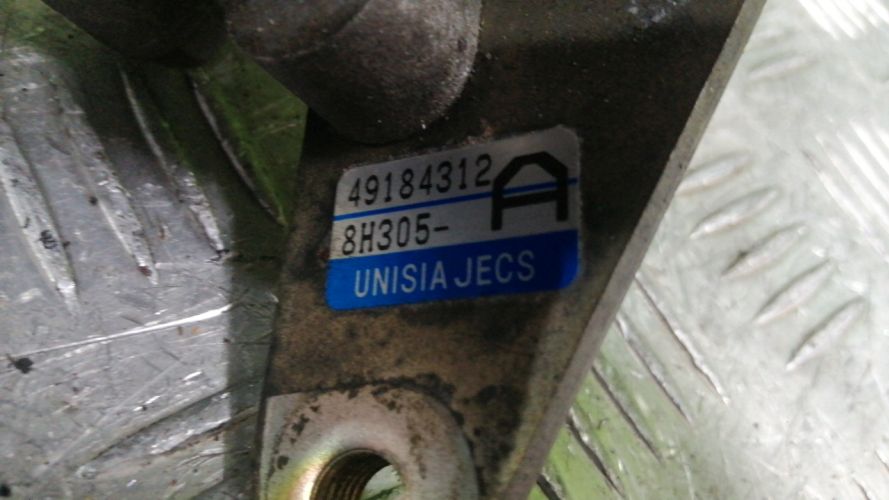 49184312 A
8H305-
UNISIA JECS